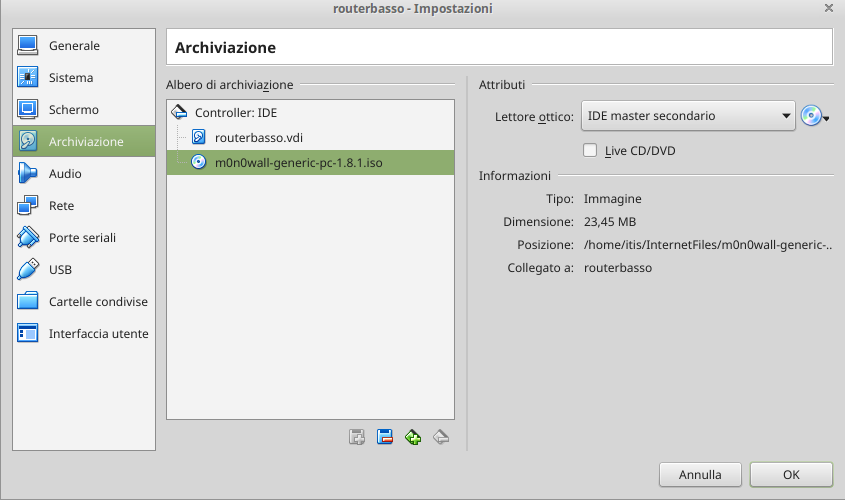 routerbasso - Impostazioni
Generale
Sistema
Schermo
Archiviazione
Audio
Rete
Porte seriali
USB
Cartelle condivise
Interfaccia utente
Archiviazione
Albero di archiviazione
Controller: IDE
routerbasso.vdi
m0n0wall-generic-pc-1.8.1.iso
Attributi
Lettore ottico: IDE master secondario
Live CD/DVD
Informazioni
Tipo: Immagine
Dimensione: 23,45 MB
Posizione: /home/itis/InternetFiles/m0n0wall-generic-..
Collegato a: routerbasso
Annulla OK